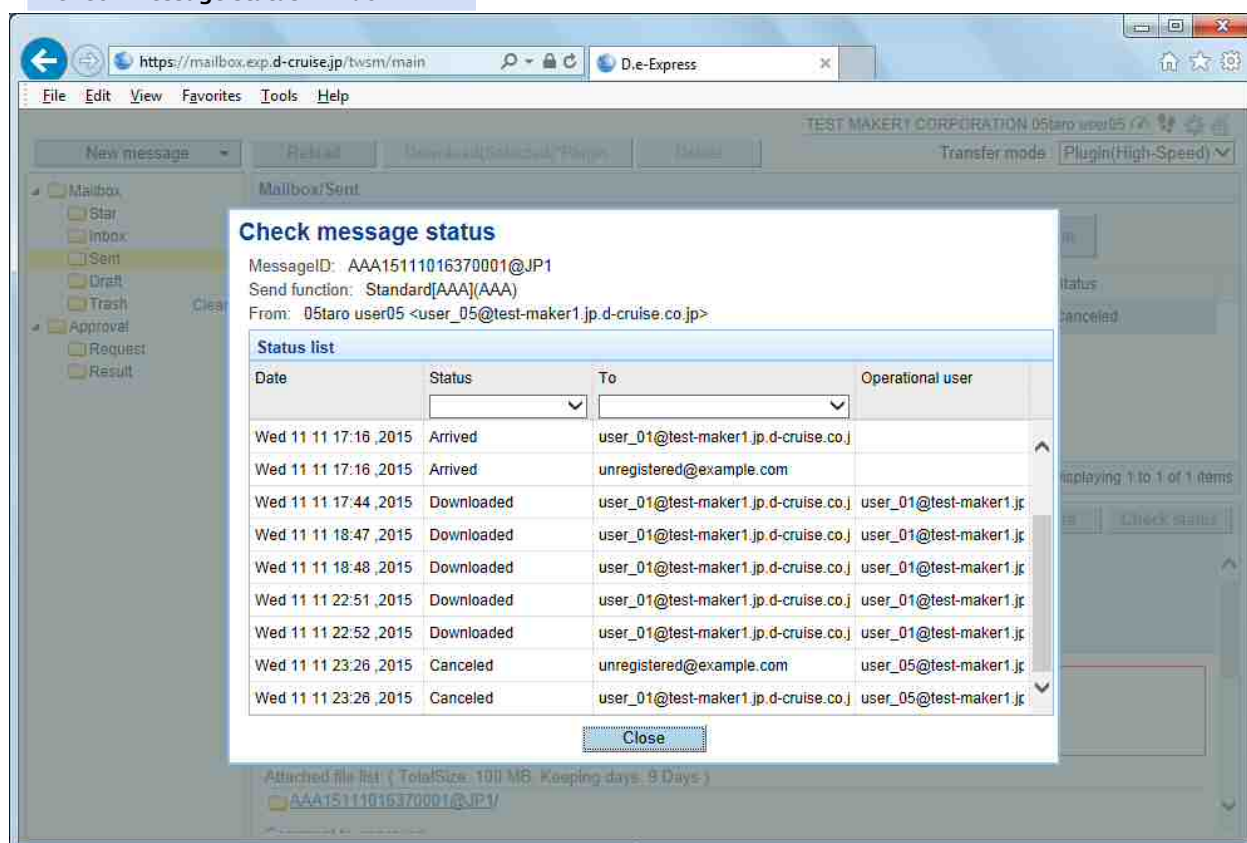 https://mailbox.exp.d-cruise.jp/twsm/main
D.e-Express
File Edit View Favorites Tools Help
TEST MAKER1 CORPORATION 05taro user05
New message Reload Delete Transfer mode : Plugin(High-Speed)
Mailbox Mailbox/Sent
Star
Inbox
Sent
Draft
Trash Clear
Approval
Request
Result
Check message status
MessageID: AAA15111016370001@JP1
Send function: Standard[AAA](AAA)
From: 05taro user05 <user_05@test-maker1.jp.d-cruise.co.jp>
Status list
Date Status To Operational user
Wed 11 11 17:16 ,2015 Arrived user_01@test-maker1.jp.d-cruise.co.j
Wed 11 11 17:16 ,2015 Arrived unregistered@example.com
Wed 11 11 17:44 ,2015 Downloaded user_01@test-maker1.jp.d-cruise.co.j user_01@test-maker1.jp
Wed 11 11 18:47 ,2015 Downloaded user_01@test-maker1.jp.d-cruise.co.j user_01@test-maker1.jp
Wed 11 11 18:48 ,2015 Downloaded user_01@test-maker1.jp.d-cruise.co.j user_01@test-maker1.jp
Wed 11 11 22:51 ,2015 Downloaded user_01@test-maker1.jp.d-cruise.co.j user_01@test-maker1.jp
Wed 11 11 22:52 ,2015 Downloaded user_01@test-maker1.jp.d-cruise.co.j user_01@test-maker1.jp
Wed 11 11 23:26 ,2015 Canceled unregistered@example.com user_05@test-maker1.jp
Wed 11 11 23:26 ,2015 Canceled user_01@test-maker1.jp.d-cruise.co.j user_05@test-maker1.jp
Close
tatus
anceled
isplaying 1 to 1 of 1 items
Check status
Attached file list ( TotalSize: 100 MB, Keeping days: 9 Days )
AAA15111016370001@JP1/